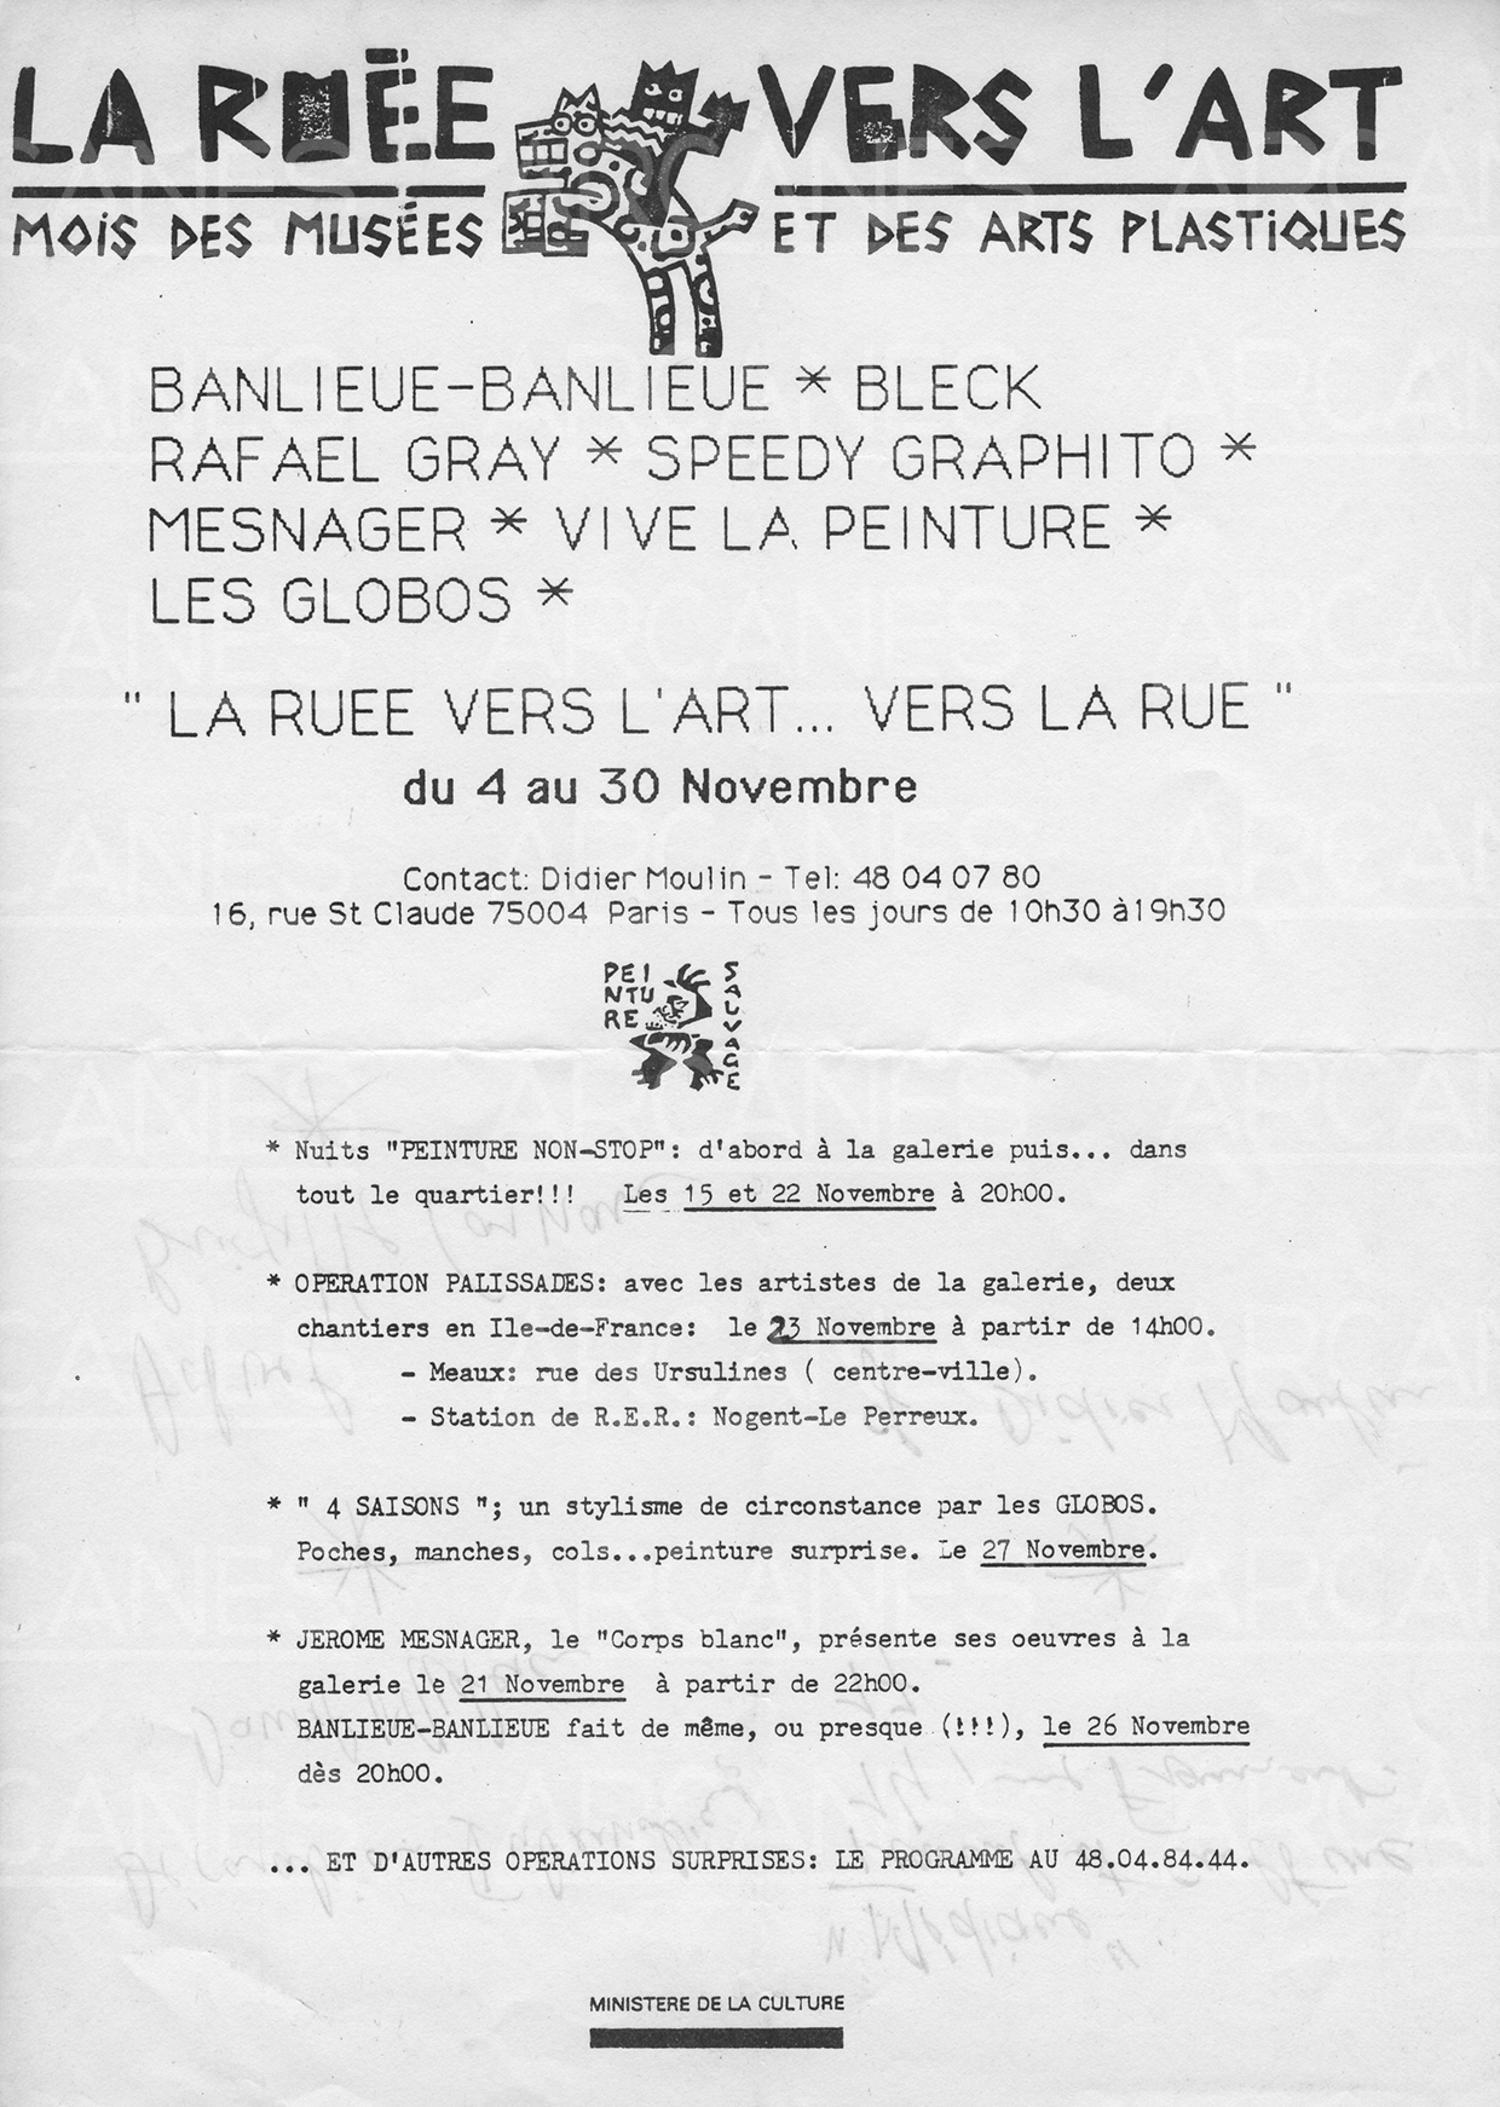 LA RUÉE VERS L'ART
MOIS DES MUSÉES ET DES ARTS PLASTIQUES
BANLIEUE-BANLIEUE * BLECK
RAFAEL GRAY * SPEEDY GRAPHITO *
MESNAGER * VIVE LA PEINTURE *
LES GLOBOS *
" LA RUEE VERS L'ART... VERS LA RUE "
du 4 au 30 Novembre
Contact: Didier Moulin - Tel: 48 04 07 80
16, rue St Claude 75004 Paris - Tous les jours de 10h30 à19h30
PEINTURE SAUVAGE
* Nuits "PEINTURE NON-STOP": d'abord à la galerie puis... dans
tout le quartier!!! Les 15 et 22 Novembre à 20h00.
* OPERATION PALISSADES: avec les artistes de la galerie, deux
chantiers en Ile-de-France: le 23 Novembre à partir de 14h00.
- Meaux: rue des Ursulines ( centre-ville).
- Station de R.E.R.: Nogent-Le Perreux.
* " 4 SAISONS "; un stylisme de circonstance par les GLOBOS.
Poches, manches, cols...peinture surprise. Le 27 Novembre.
* JEROME MESNAGER, le "Corps blanc", présente ses oeuvres à la
galerie le 21 Novembre à partir de 22h00.
BANLIEUE-BANLIEUE fait de même, ou presque (!!!), le 26 Novembre
dès 20h00.
... ET D'AUTRES OPERATIONS SURPRISES: LE PROGRAMME AU 48.04.84.44.
MINISTERE DE LA CULTURE